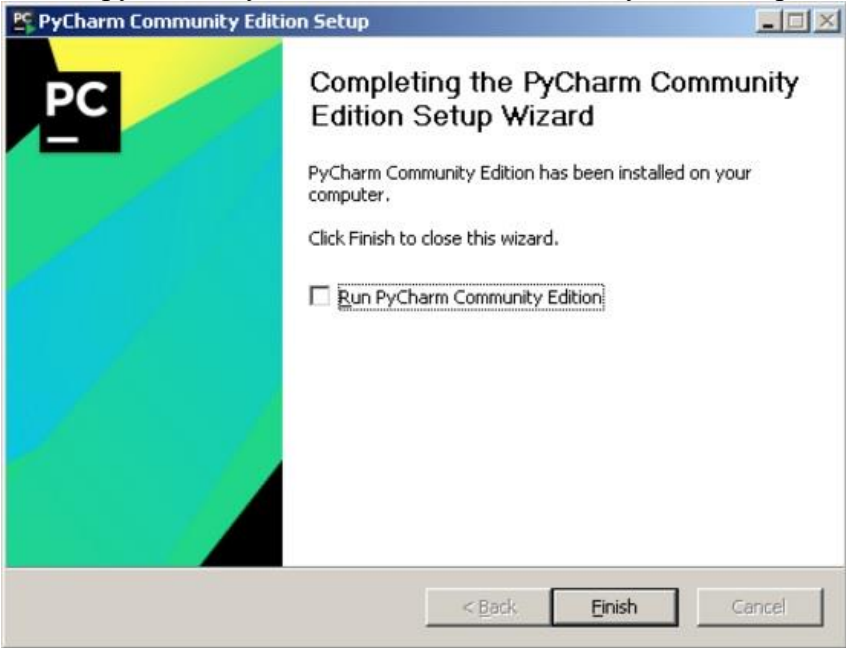 PyCharm Community Edition Setup
PC
Completing the PyCharm Community
Edition Setup Wizard
PyCharm Community Edition has been installed on your
computer.
Click Finish to close this wizard.
Run PyCharm Community Edition
< Back
Finish
Cancel